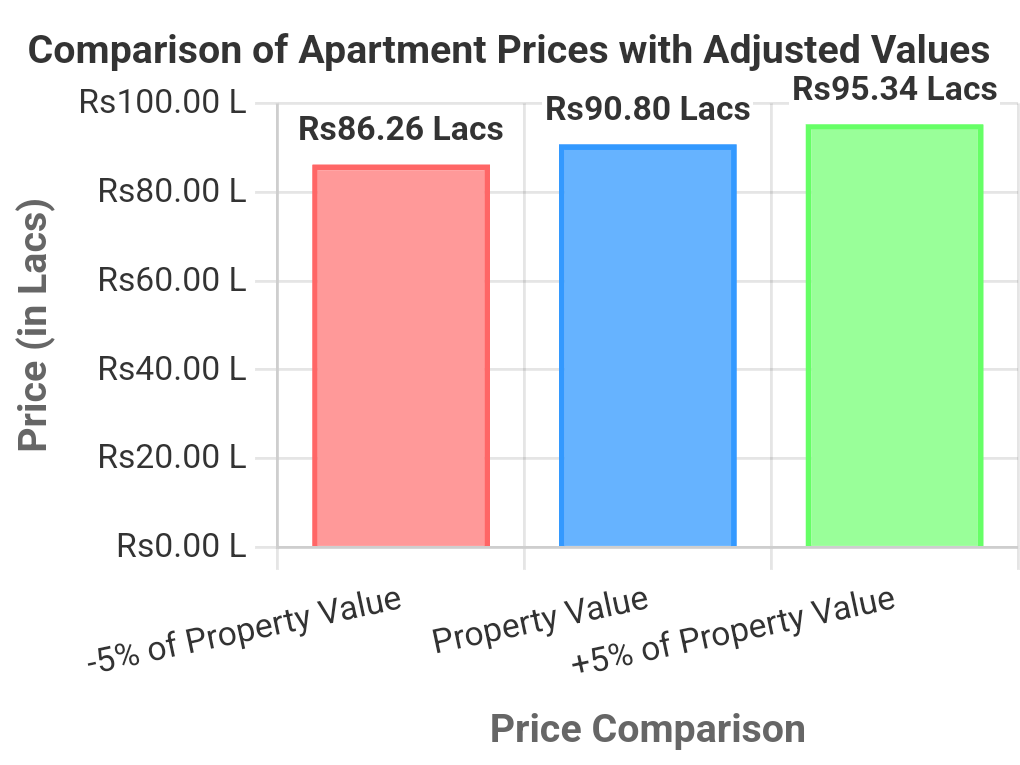 Comparison of Apartment Prices with Adjusted Values
Rs100.00 L
Rs80.00 L
Rs60.00 L
Rs40.00 L
Rs20.00 L
Rs0.00 L
Price (in Lacs)
Rs86.26 Lacs
Rs90.80 Lacs
Rs95.34 Lacs
-5% of Property Value
Property Value
+5% of Property Value
Price Comparison